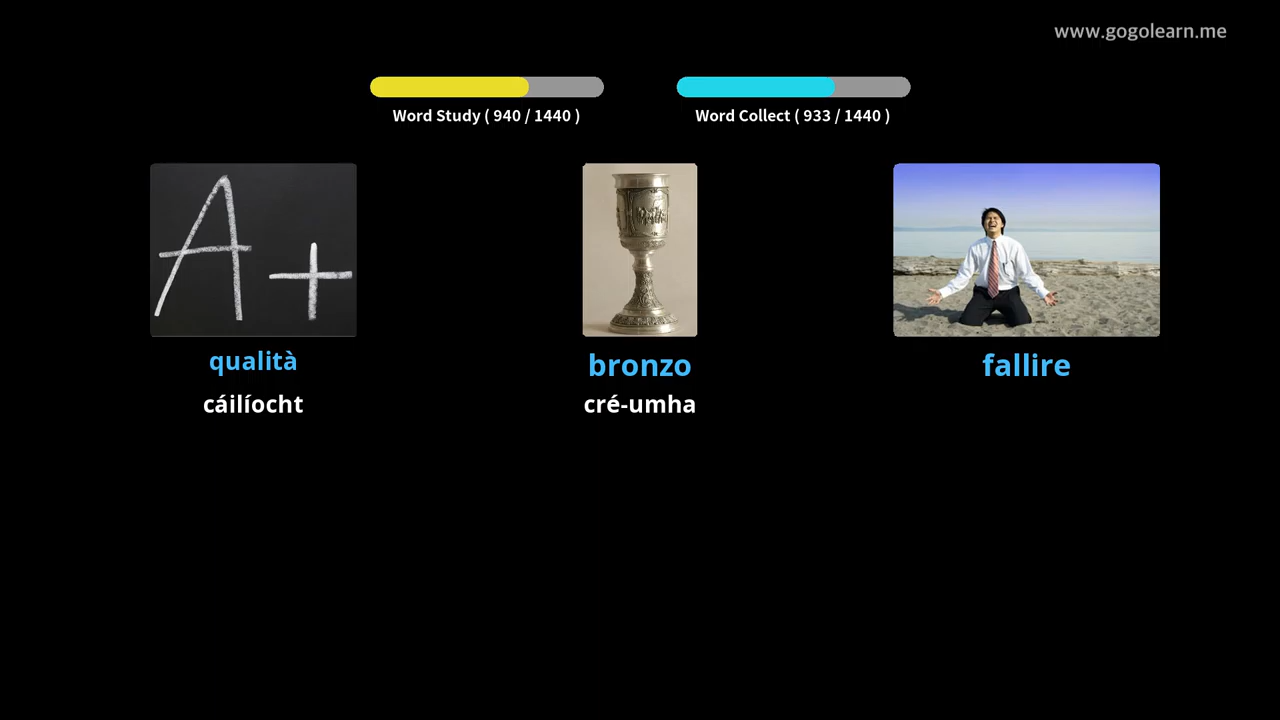 www.gogolearn.me
Word Study ( 940 / 1440 )
Word Collect ( 933 / 1440 )
A+
qualità
bronzo
fallire
cáilíocht
cré-umha